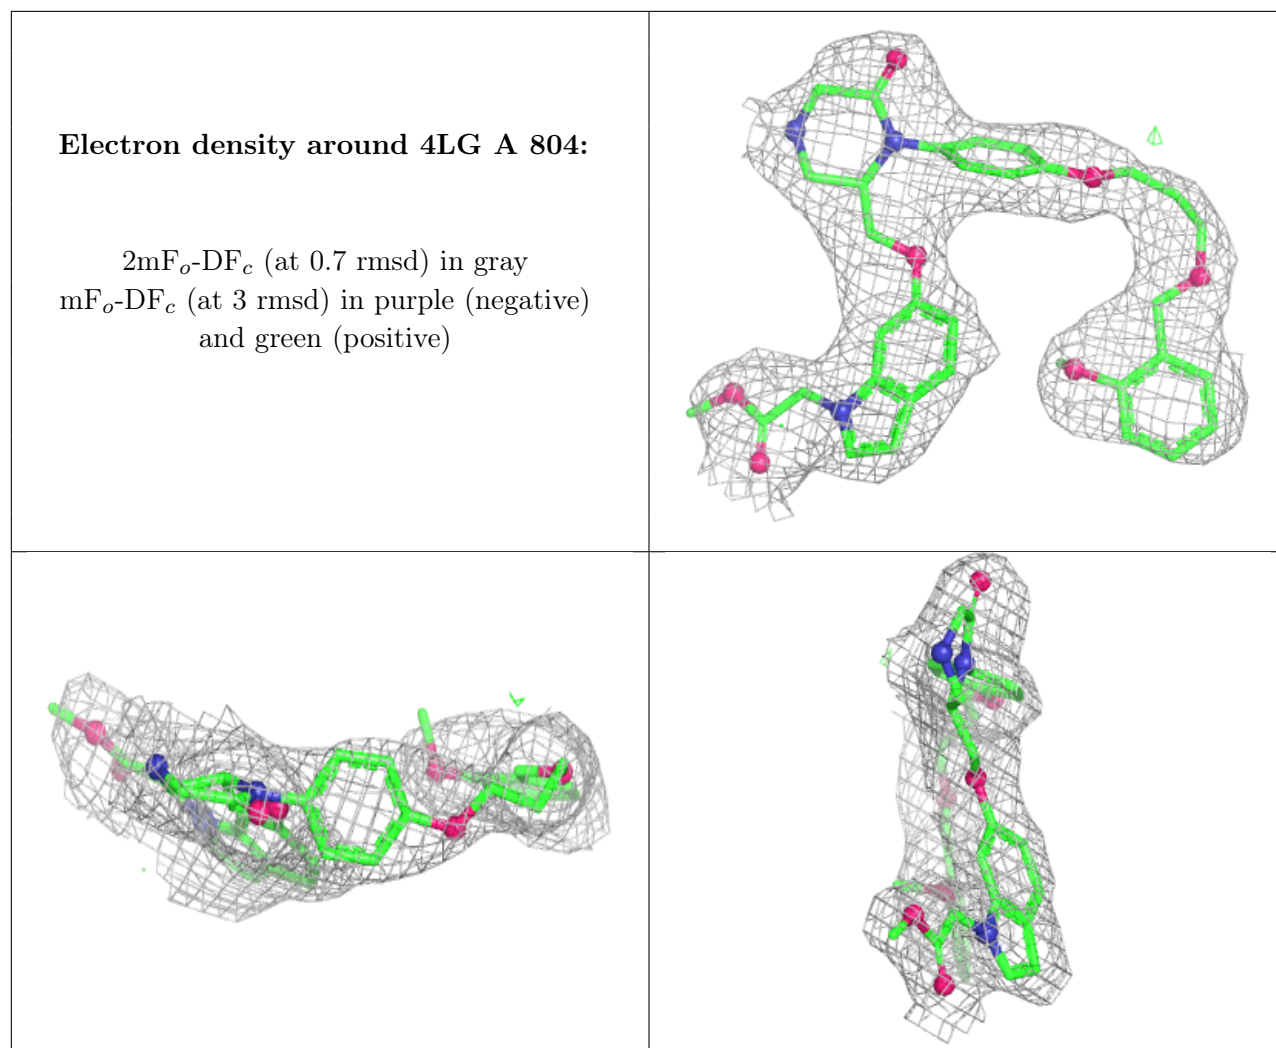 Electron density around 4LG A 804:
2mFₒ-DF𝒸 (at 0.7 rmsd) in gray
mFₒ-DF𝒸 (at 3 rmsd) in purple (negative)
and green (positive)